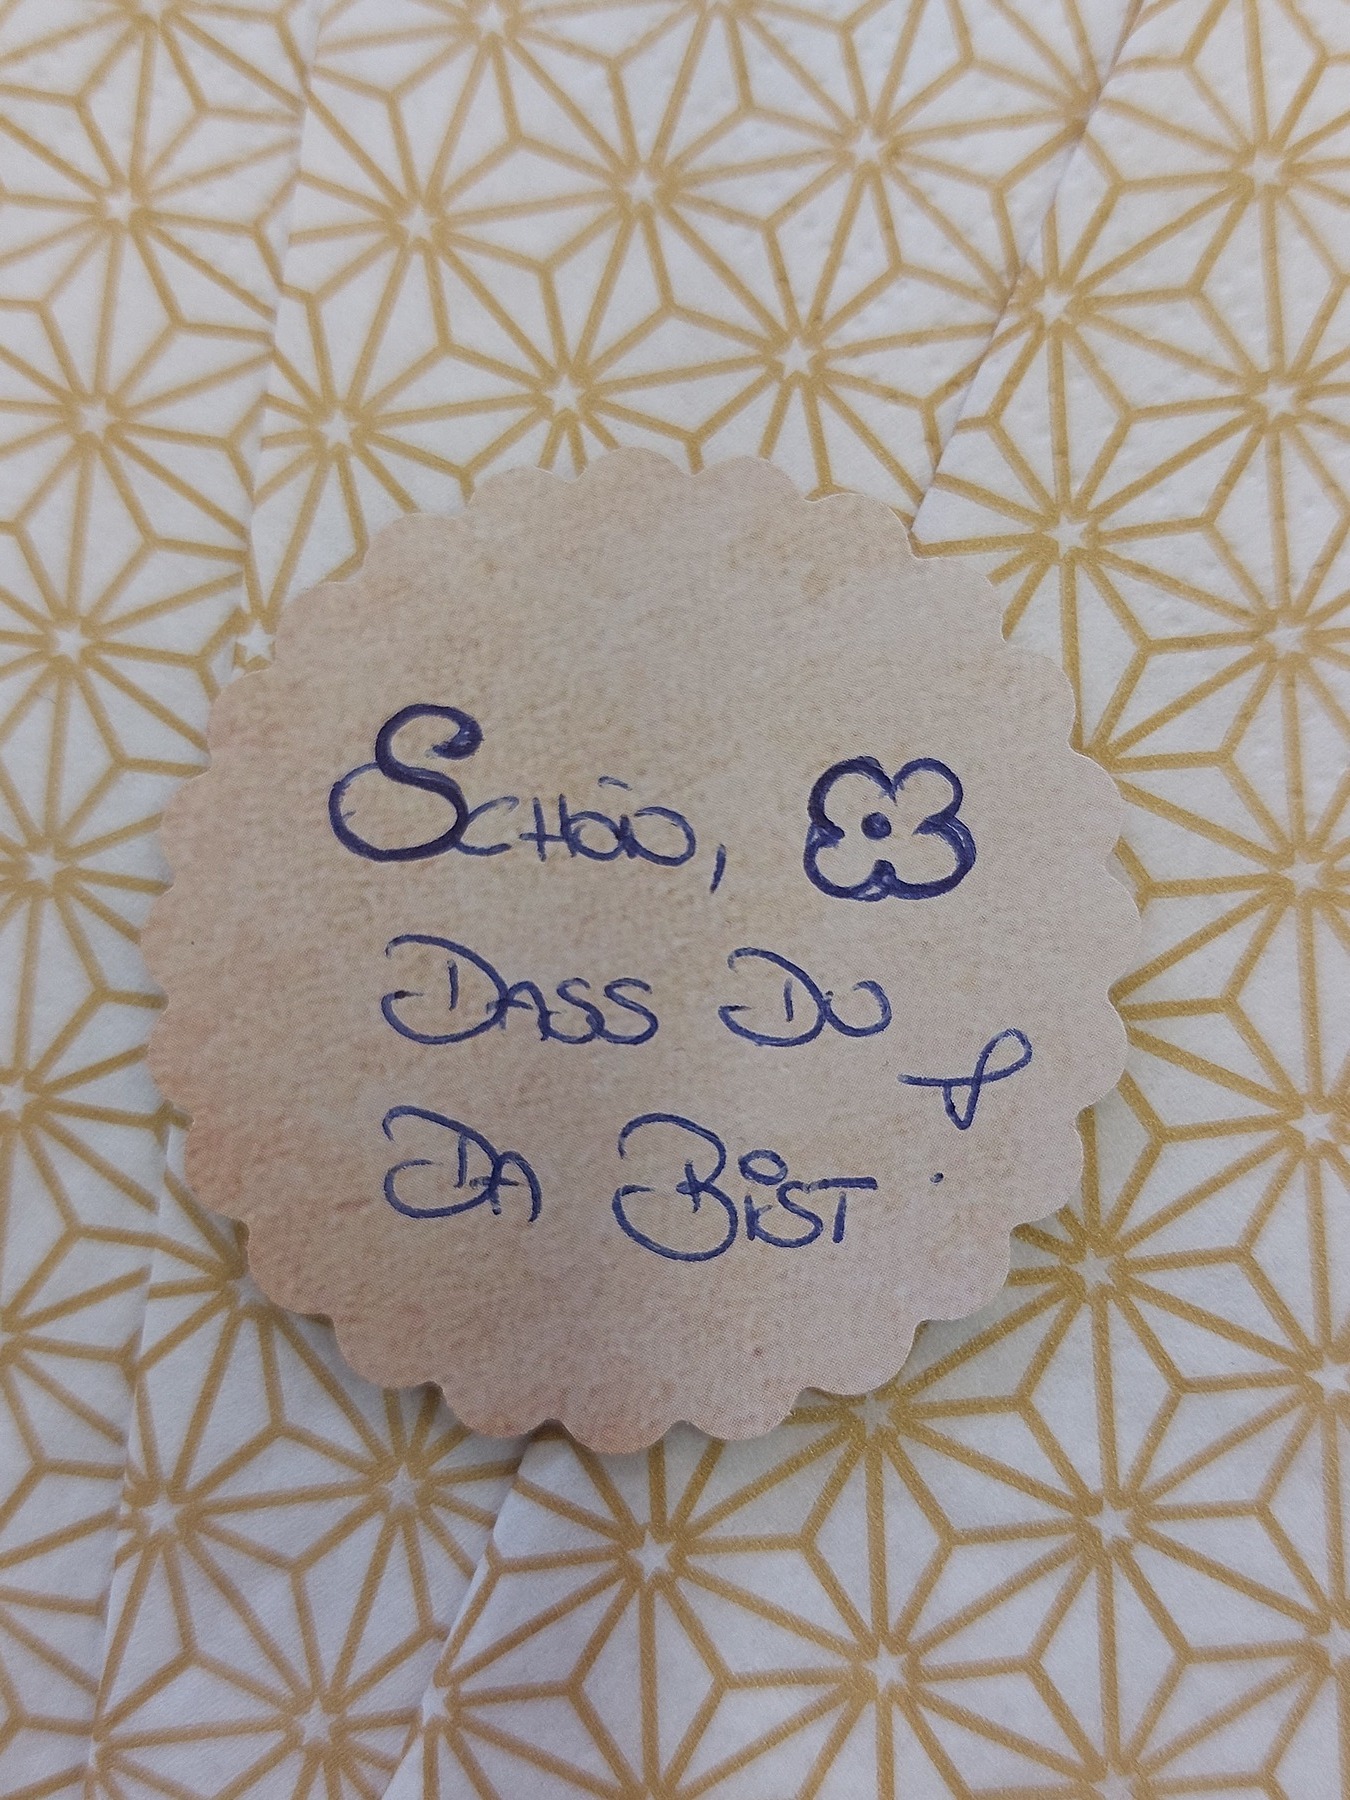 Schön,
Dass Du
Da Bist!